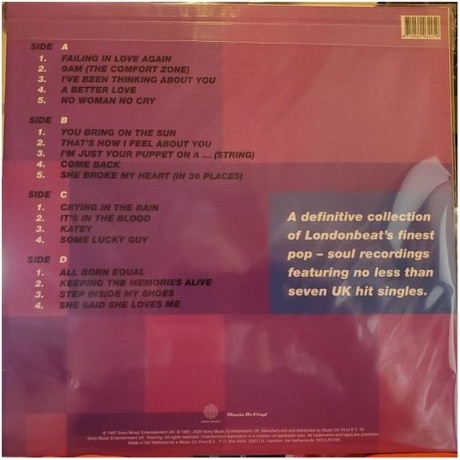 SIDE A
1. FAILING IN LOVE AGAIN
2. 9AM (THE COMFORT ZONE)
3. I'VE BEEN THINKING ABOUT YOU
4. A BETTER LOVE
5. NO WOMAN NO CRY
SIDE B
1. YOU BRING ON THE SUN
2. THAT'S HOW I FEEL ABOUT YOU
3. I'M JUST YOUR PUPPET ON A ... (STRING)
4. COME BACK
5. SHE BROKE MY HEART (IN 36 PLACES)
SIDE C
1. CRYING IN THE RAIN
2. IT'S IN THE BLOOD
3. KATEY
4. SOME LUCKY GUY
SIDE D
1. ALL BORN EQUAL
2. KEEPING THE MEMORIES ALIVE
3. STEP INSIDE MY SHOES
4. SHE SAID SHE LOVES ME
A definitive collection
of Londonbeat's finest
pop – soul recordings
featuring no less than
seven UK hit singles.
Music On Vinyl